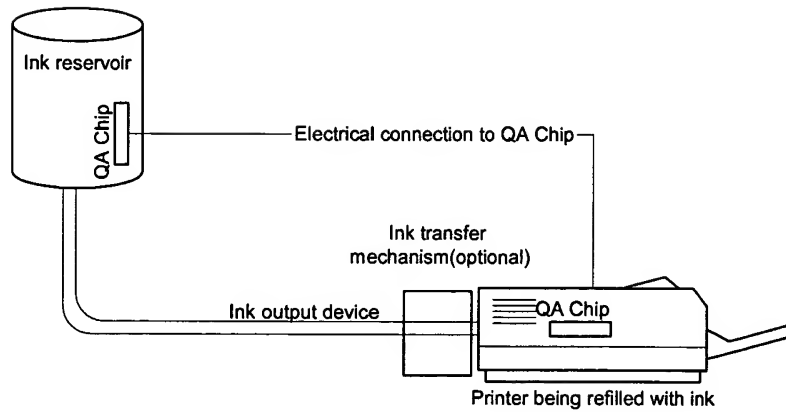 Ink reservoir
QA Chip
Electrical connection to QA Chip
Ink transfer
mechanism(optional)
Ink output device
QA Chip
Printer being refilled with ink